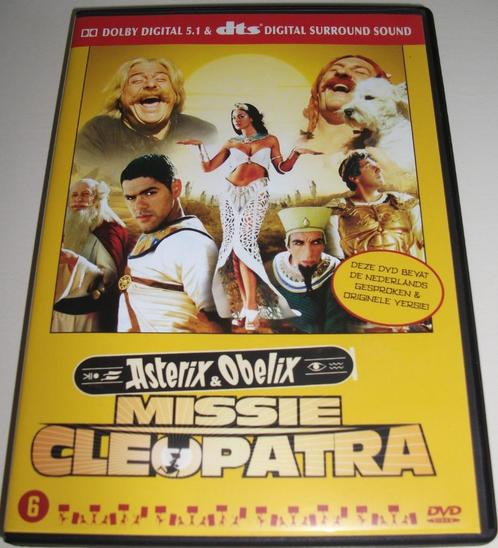 DOLBY DIGITAL 5.1 & dts DIGITAL SURROUND SOUND
DEZE DVD BEVAT
DE NEDERLANDS
GESPROKEN &
ORIGINELE VERSIE!
Asterix & Obelix
MISSIE
CLEOPATRA
6
DVD
VIDEO